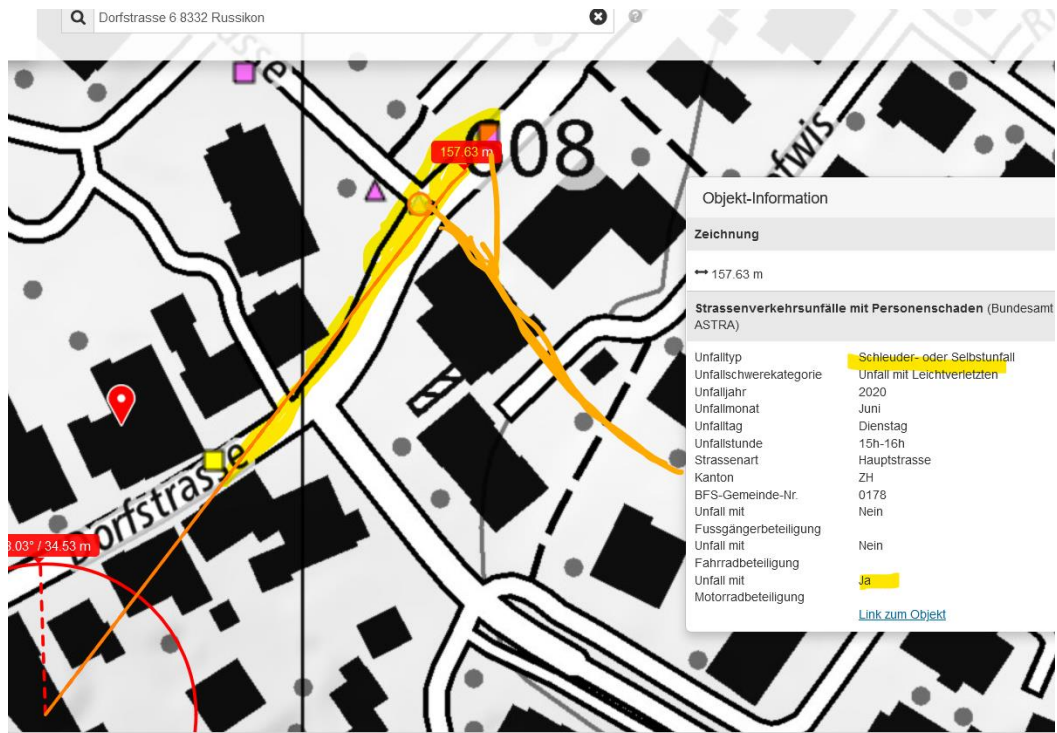 Dorfstrasse 6 8332 Russikon
157.63 m
608
Dorfstrasse
3.03° / 34.53 m
Objekt-Information
Zeichnung
157.63 m
Strassenverkehrsunfälle mit Personenschaden (Bundesamt
ASTRA)
Unfalltyp Schleuder- oder Selbstunfall
Unfallschwerekategorie Unfall mit Leichtverletzten
Unfalljahr 2020
Unfallmonat Juni
Unfalltag Dienstag
Unfallstunde 15h-16h
Strassenart Hauptstrasse
Kanton ZH
BFS-Gemeinde-Nr. 0178
Unfall mit Nein
Fussgängerbeteiligung
Unfall mit Nein
Fahrradbeteiligung
Unfall mit Ja
Motorradbeteiligung
Link zum Objekt